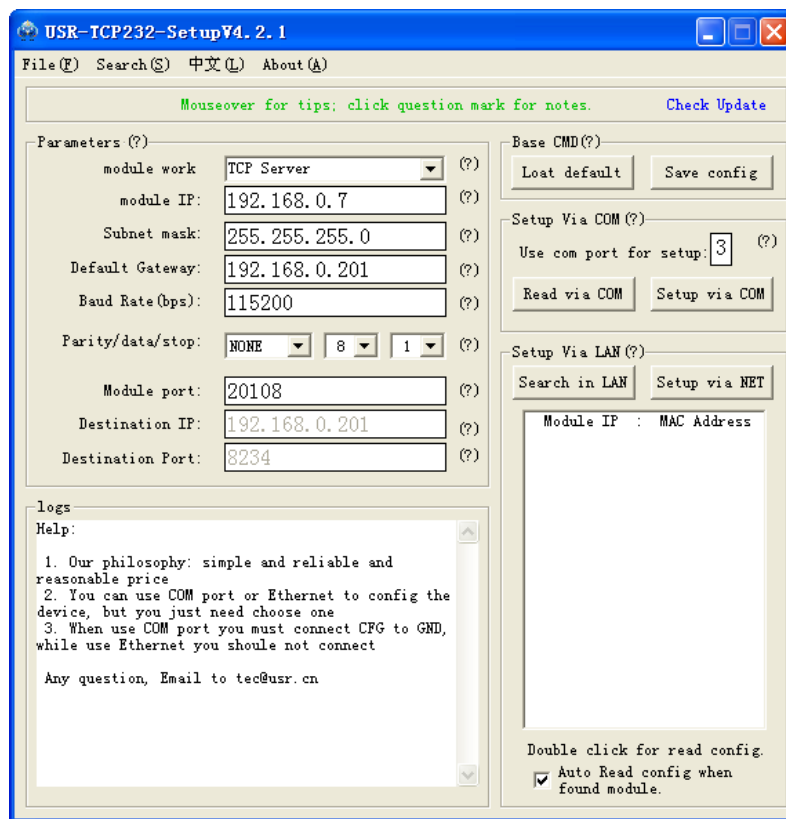 USR-TCP232-SetupV4.2.1
File(F) Search(S) 中文(L) About(A)
Mouseover for tips; click question mark for notes. Check Update
Parameters (?)
module work TCP Server (?)
module IP: 192.168.0.7 (?)
Subnet mask: 255.255.255.0 (?)
Default Gateway: 192.168.0.201 (?)
Baud Rate(bps): 115200 (?)
Parity/data/stop: NONE 8 1 (?)
Module port: 20108 (?)
Destination IP: 192.168.0.201 (?)
Destination Port: 8234 (?)
logs
Help:
1. Our philosophy: simple and reliable and
reasonable price
2. You can use COM port or Ethernet to config the
device, but you just need choose one
3. When use COM port you must connect CFG to GND,
while use Ethernet you shoule not connect
Any question, Email to tec@usr.cn
Base CMD(?)
Loat default Save config
Setup Via COM(?)
Use com port for setup: 3 (?)
Read via COM Setup via COM
Setup Via LAN(?)
Search in LAN Setup via NET
Module IP : MAC Address
Double click for read config.
Auto Read config when
found module.